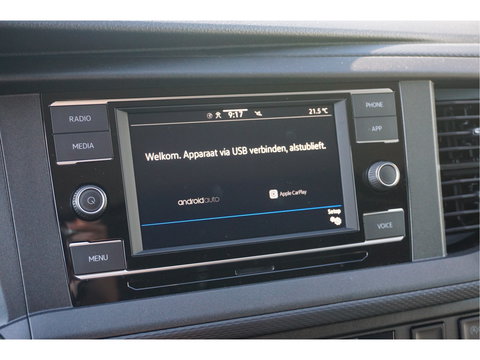 RADIO
MEDIA
MENU
PHONE
APP
VOICE
9:17
21.5 °C
Welkom. Apparaat via USB verbinden, alstublieft.
androidauto
Apple CarPlay
Setup